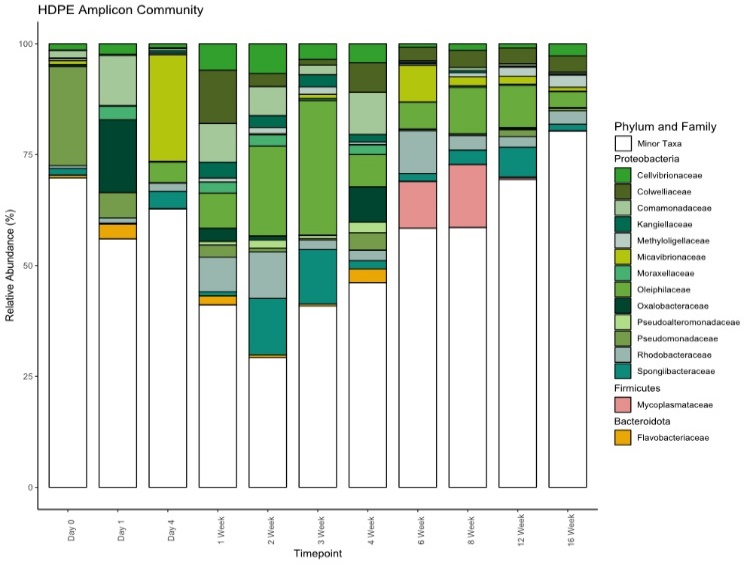 HDPE Amplicon Community
Relative Abundance (%)
100
75
50
25
0
Day 0
Day 1
Day 4
1 Week
2 Week
3 Week
4 Week
6 Week
8 Week
12 Week
16 Week
Timepoint
Phylum and Family
Minor Taxa
Proteobacteria
Cellvibrionaceae
Colwelliaceae
Comamonadaceae
Kangiellaceae
Methyloligellaceae
Micavibrionaceae
Moraxellaceae
Oleiphilaceae
Oxalobacteraceae
Pseudoalteromonadaceae
Pseudomonadaceae
Rhodobacteraceae
Spongiibacteraceae
Firmicutes
Mycoplasmataceae
Bacteroidota
Flavobacteriaceae